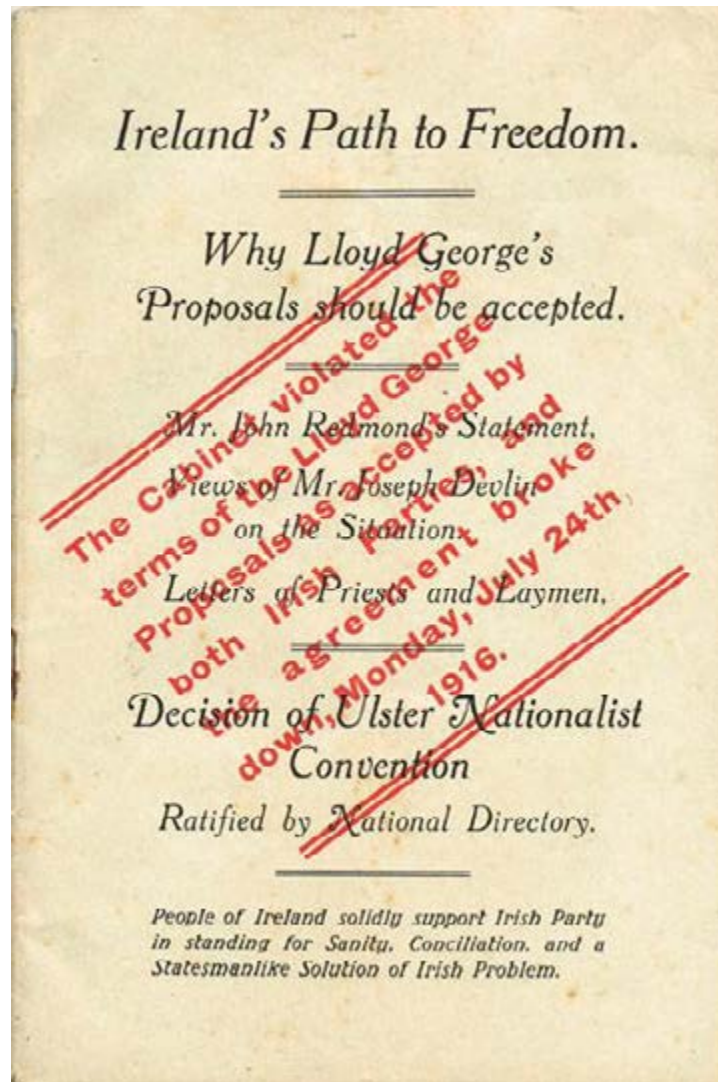 Ireland's Path to Freedom.
Why Lloyd George's
Proposals should be accepted.
Mr. John Redmond's Statement,
Views of Mr. Joseph Devlin
on the Situation.
Letters of Priests and Laymen,
Decision of Ulster Nationalist
Convention
Ratified by National Directory.
People of Ireland solidly support Irish Party
in standing for Sanity, Conciliation, and a
Statesmanlike Solution of Irish Problem.
The Cabinet violated the
terms of the Lloyd George
Proposals as accepted by
both Irish parties, and
the agreement broke
down, Monday, July 24th,
1916.